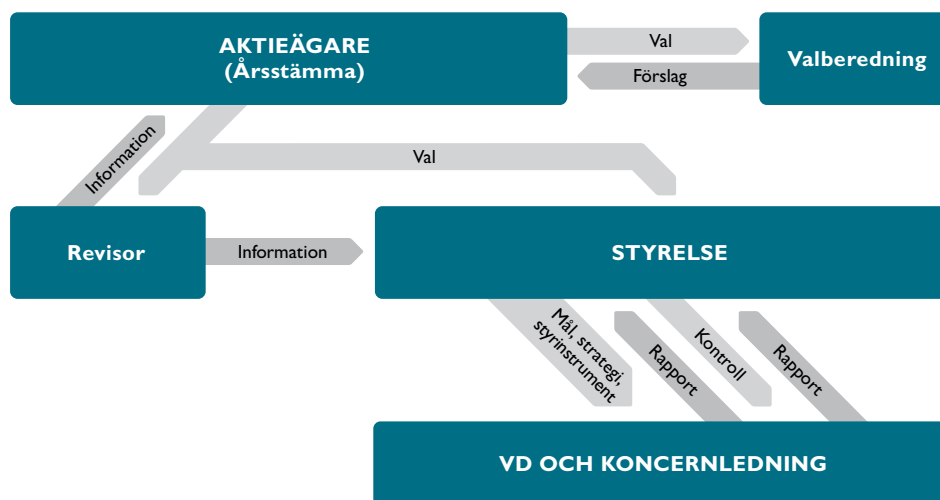 AKTIEÄGARE
(Årsstämma)
Val
Förslag
Valberedning
Information
Val
Revisor
Information
STYRELSE
Mål, strategi,
styrinstrument
Rapport
Kontroll
Rapport
VD OCH KONCERNLEDNING